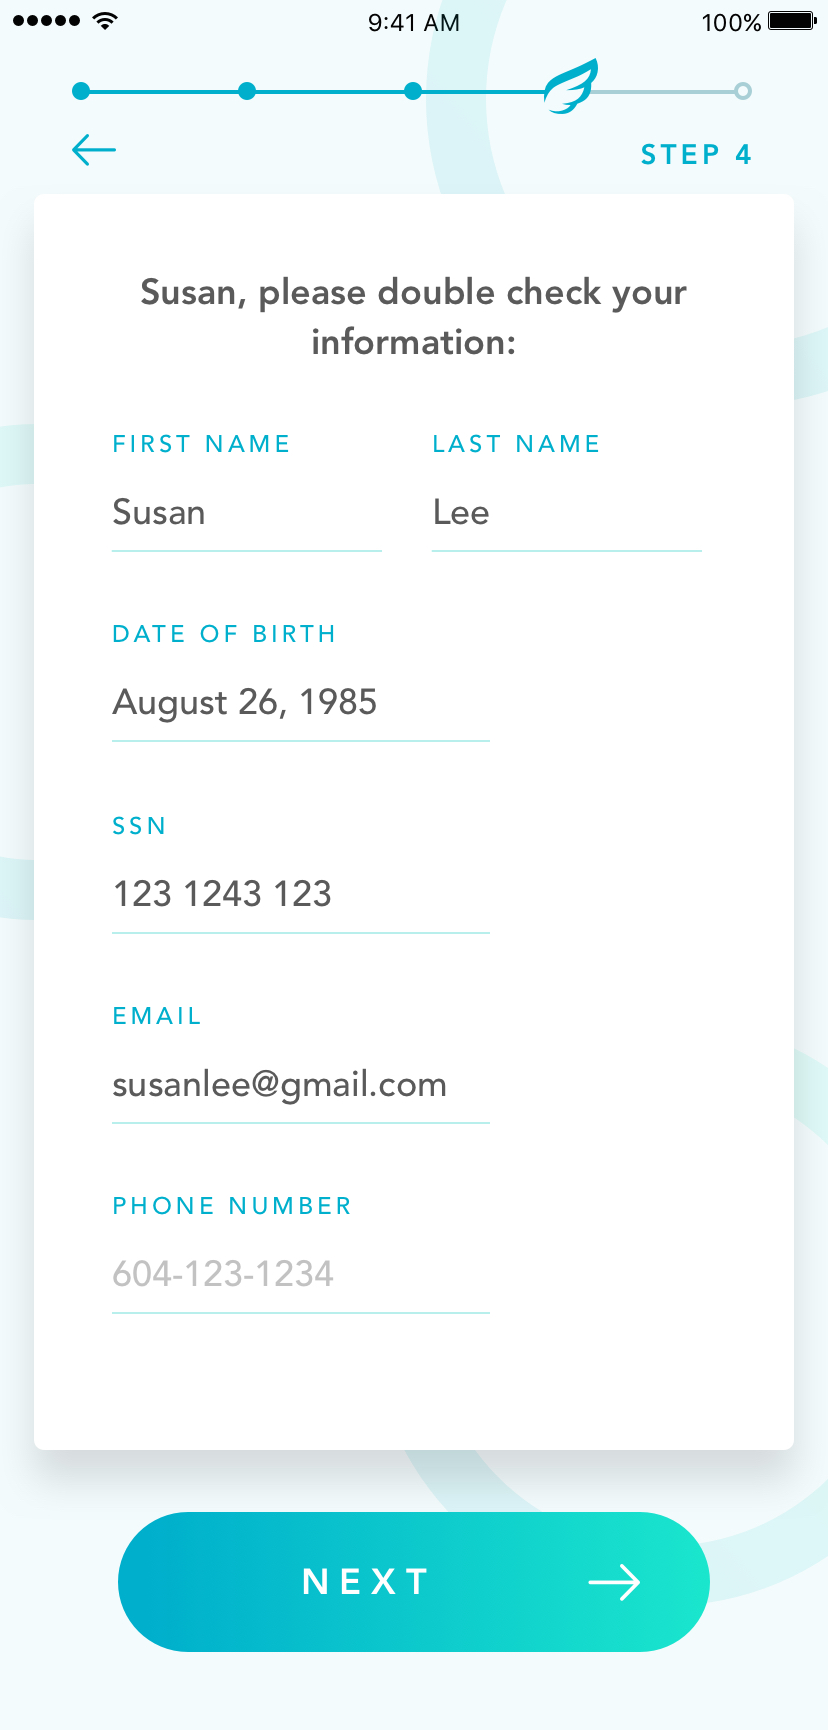 9:41 AM
100%
STEP 4
Susan, please double check your
information:
FIRST NAME
LAST NAME
Susan
Lee
DATE OF BIRTH
August 26, 1985
SSN
123 1243 123
EMAIL
susanlee@gmail.com
PHONE NUMBER
604-123-1234
NEXT